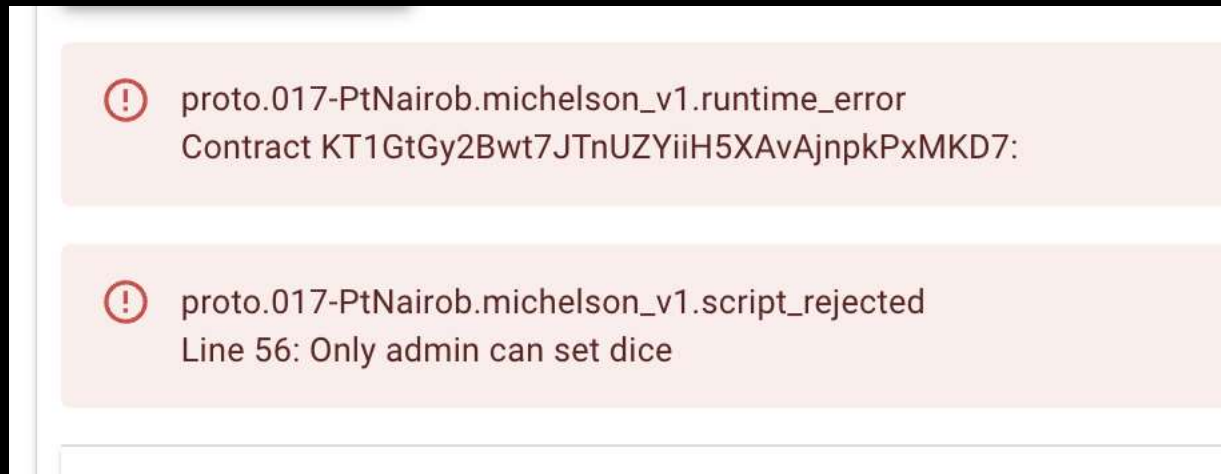 proto.017-PtNairob.michelson_v1.runtime_error
Contract KT1GtGy2Bwt7JTnUZYiiH5XAvAjnpkPxMKD7:
proto.017-PtNairob.michelson_v1.script_rejected
Line 56: Only admin can set dice